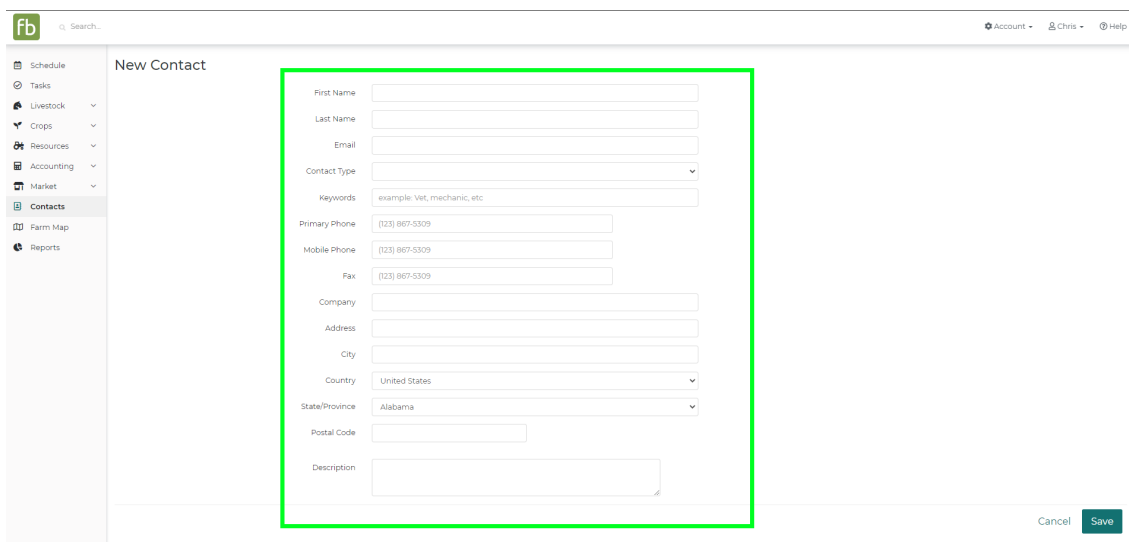 fb Search... Account Chris Help
Schedule
Tasks
Livestock
Crops
Resources
Accounting
Market
Contacts
Farm Map
Reports
New Contact
First Name
Last Name
Email
Contact Type
Keywords example: Vet, mechanic, etc
Primary Phone (123) 867-5309
Mobile Phone (123) 867-5309
Fax (123) 867-5309
Company
Address
City
Country United States
State/Province Alabama
Postal Code
Description
Cancel Save